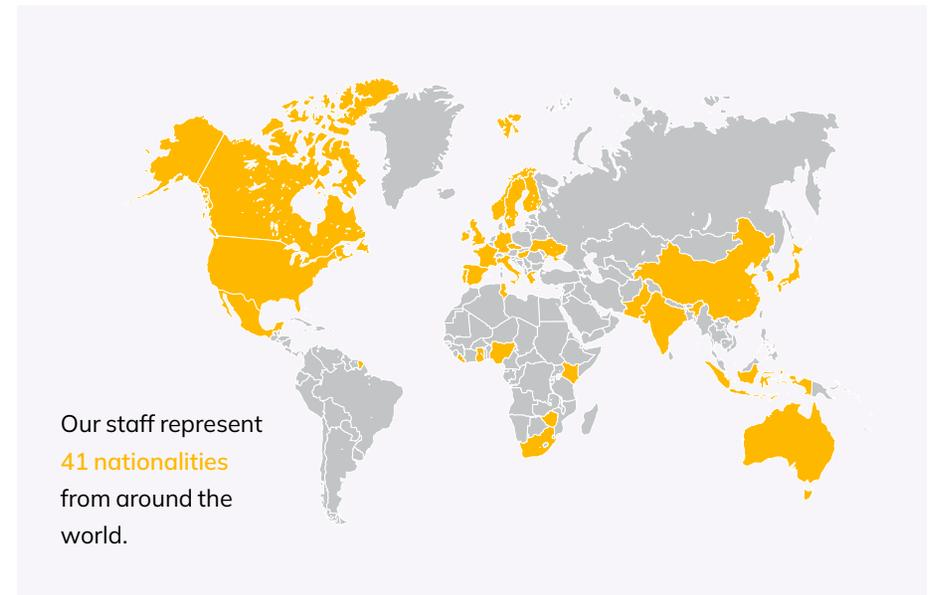 Our staff represent
41 nationalities
from around the
world.